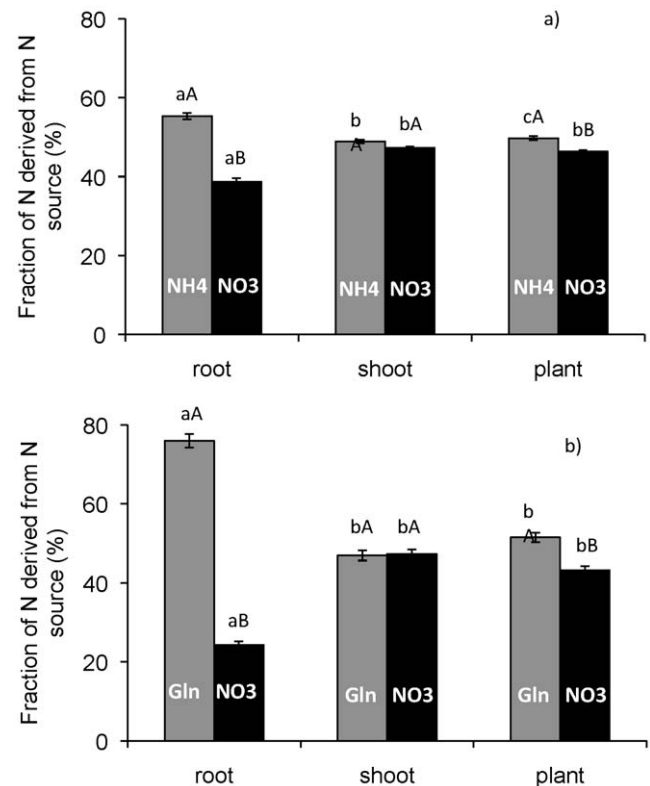 Fraction of N derived from N
source (%)
80
60
40
20
0
a)
aA
aB
b
A
bA
cA
bB
NH4 NO3
NH4 NO3
NH4 NO3
root shoot plant
Fraction of N derived from N
source (%)
80
60
40
20
0
b)
aA
aB
bA
bA
b
A
bB
Gln NO3
Gln NO3
Gln NO3
root shoot plant